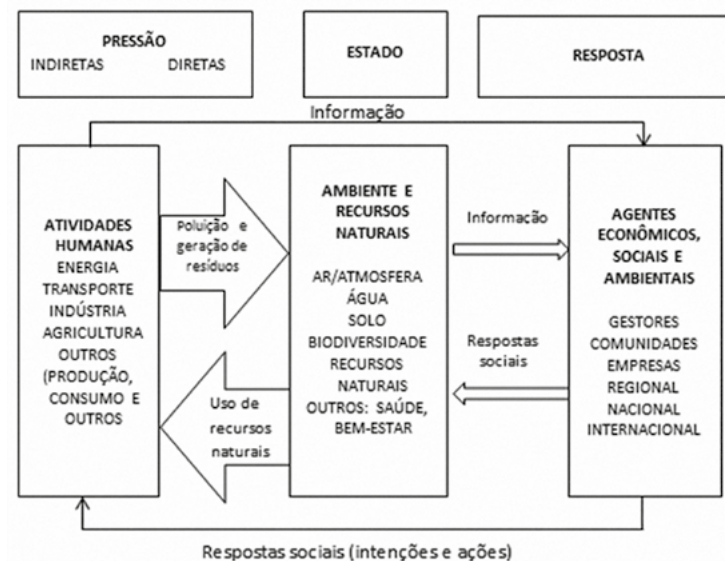 PRESSÃO
INDIRETAS DIRETAS
ESTADO
RESPOSTA
Informação
ATIVIDADES
HUMANAS
ENERGIA
TRANSPORTE
INDÚSTRIA
AGRICULTURA
OUTROS
(PRODUÇÃO,
CONSUMO E
OUTROS
Poluição e
geração de
resíduos
Uso de
recursos
naturais
AMBIENTE E
RECURSOS
NATURAIS
AR/ATMOSFERA
ÁGUA
SOLO
BIODIVERSIDADE
RECURSOS
NATURAIS
OUTROS: SAÚDE,
BEM-ESTAR
Informação
Respostas
sociais
AGENTES
ECONÔMICOS,
SOCIAIS E
AMBIENTAIS
GESTORES
COMUNIDADES
EMPRESAS
REGIONAL
NACIONAL
INTERNACIONAL
Respostas sociais (intenções e ações)